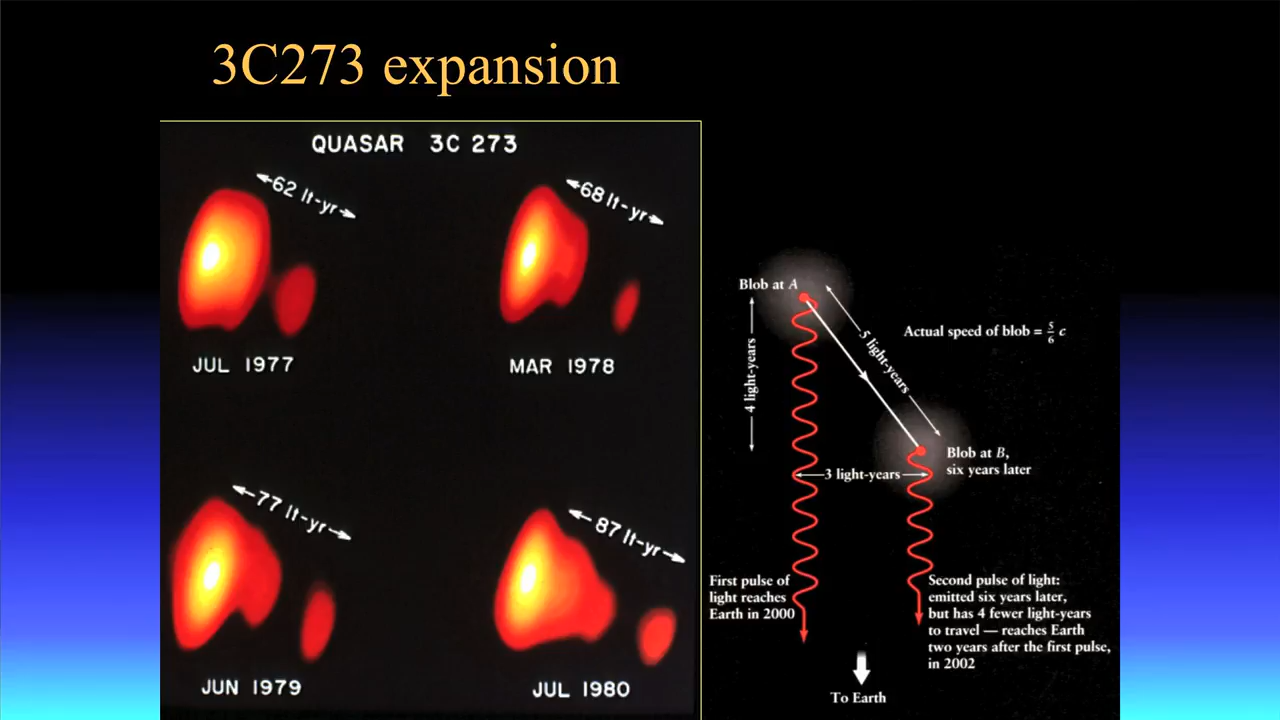 3C273 expansion
QUASAR 3C 273
62 lt-yr
68 lt-yr
JUL 1977
MAR 1978
77 lt-yr
87 lt-yr
JUN 1979
JUL 1980
Blob at A
4 light-years
5 light-years
Actual speed of blob = 5/6 c
Blob at B,
six years later
3 light-years
First pulse of
light reaches
Earth in 2000
Second pulse of light:
emitted six years later,
but has 4 fewer light-years
to travel — reaches Earth
two years after the first pulse,
in 2002
To Earth